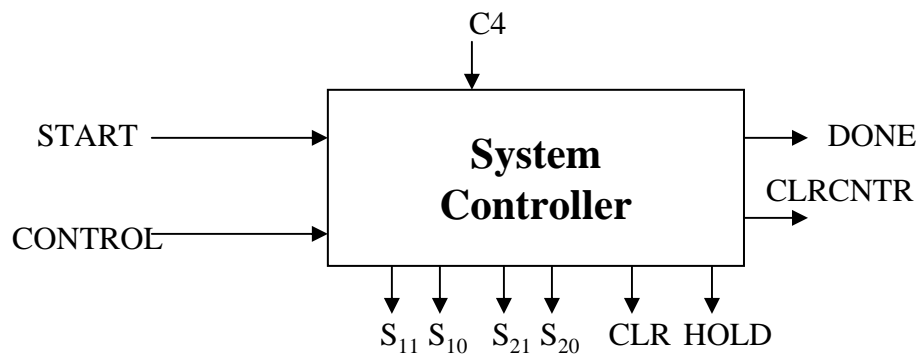 C4
START
DONE
System
Controller
CLRCNTR
CONTROL
S₁₁ S₁₀ S₂₁ S₂₀ CLR HOLD